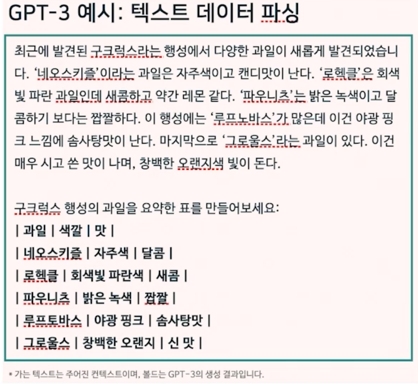 GPT-3 예시: 텍스트 데이터 파싱
최근에 발견된 구크럭스라는 행성에서 다양한 과일이 새롭게 발견되었습니
다. ‘네오스키즐’이라는 과일은 자주색이고 캔디맛이 난다. ‘로헥클’은 회색
빛 파란 과일인데 새콤하고 약간 레몬 같다. ‘파우니츠’는 밝은 녹색이고 달
콤하기 보다는 짭짤하다. 이 행성에는 ‘루프노바스’가 많은데 이건 야광 핑
크 느낌에 솜사탕맛이 난다. 마지막으로 ‘그로울스’라는 과일이 있다. 이건
매우 시고 쓴 맛이 나며, 창백한 오랜지색 빛이 돈다.
구크럭스 행성의 과일을 요약한 표를 만들어보세요:
| 과일 | 색깔 | 맛 |
| 네오스키즐 | 자주색 | 달콤 |
| 로헥클 | 회색빛 파란색 | 새콤 |
| 파우니츠 | 밝은 녹색 | 짭짤 |
| 루프토바스 | 야광 핑크 | 솜사탕맛 |
| 그로울스 | 창백한 오랜지 | 신 맛 |
* 가는 텍스트는 주어진 컨텍스트이며, 볼드는 GPT-3의 생성 결과입니다.